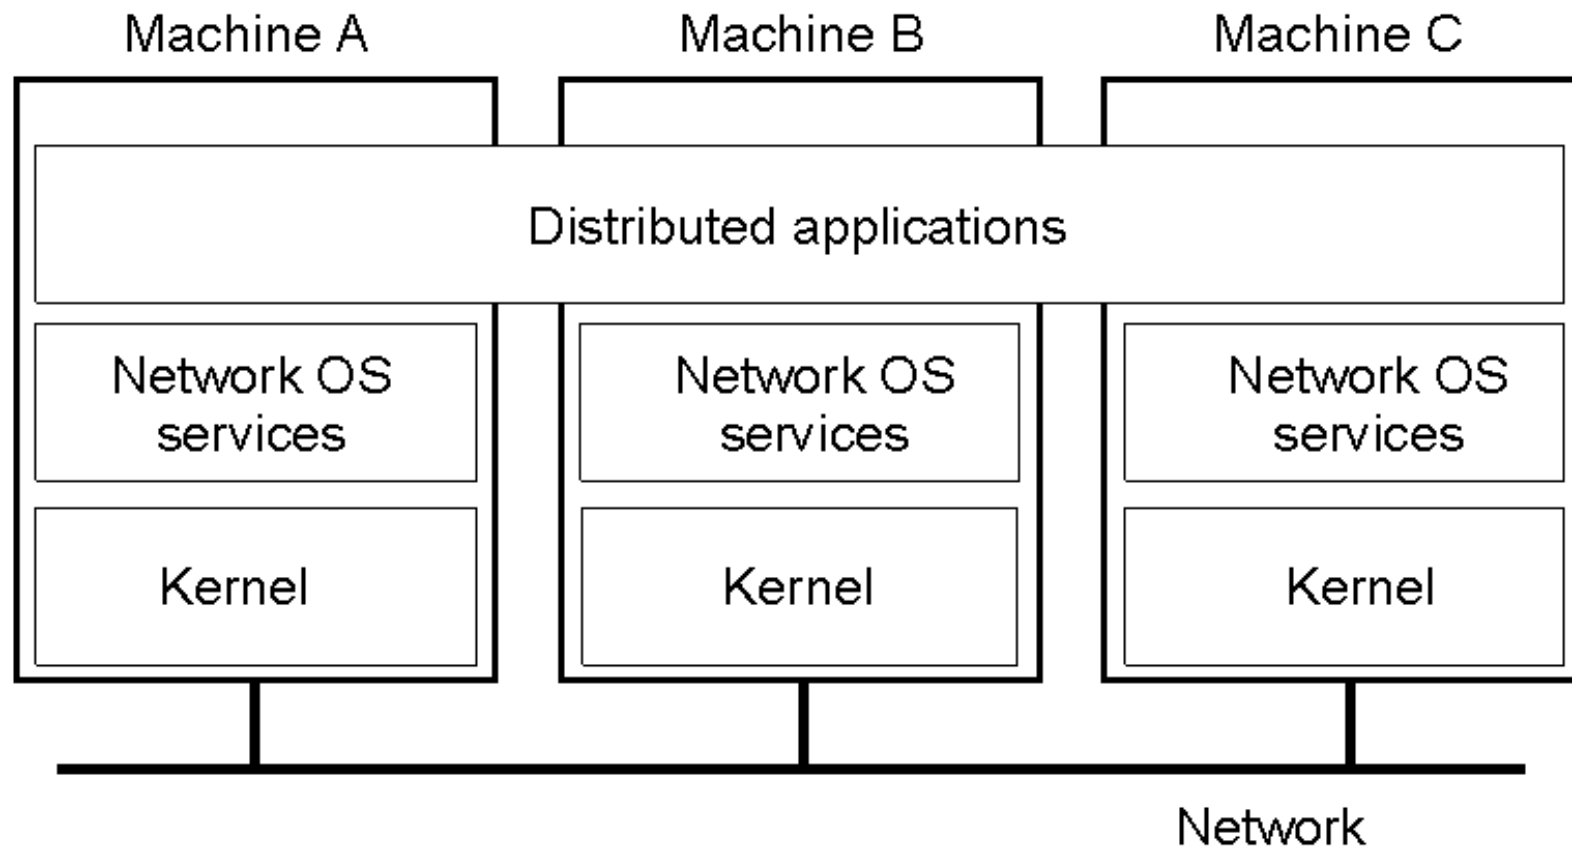 Machine A
Machine B
Machine C
Distributed applications
Network OS
services
Network OS
services
Network OS
services
Kernel
Kernel
Kernel
Network